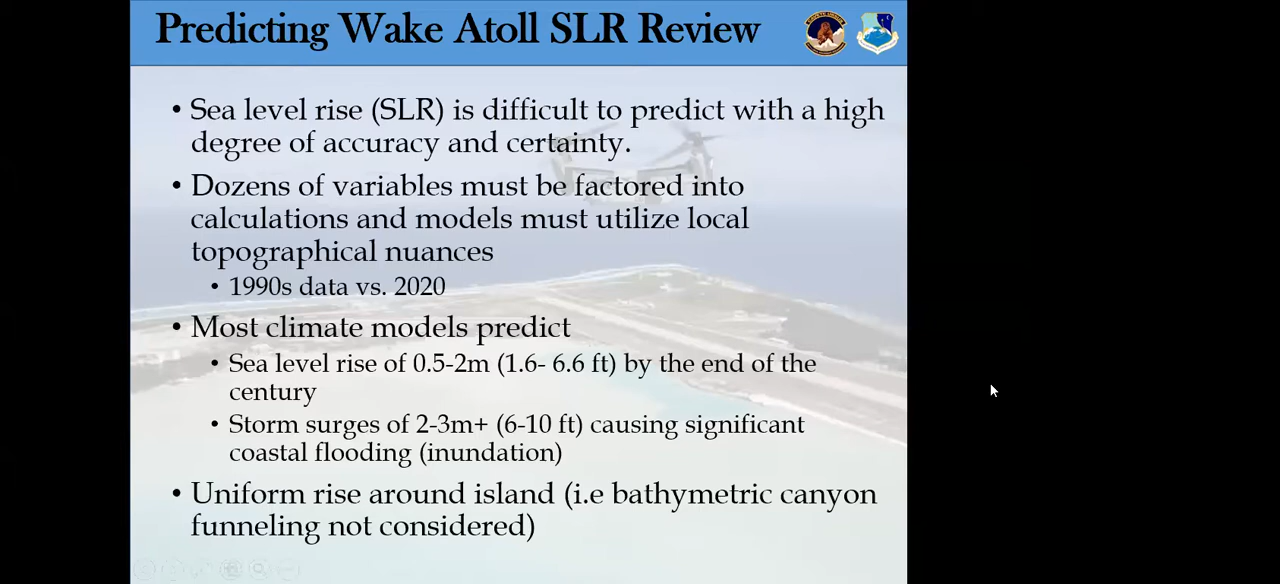 Predicting Wake Atoll SLR Review
• Sea level rise (SLR) is difficult to predict with a high
degree of accuracy and certainty.
• Dozens of variables must be factored into
calculations and models must utilize local
topographical nuances
• 1990s data vs. 2020
• Most climate models predict
• Sea level rise of 0.5-2m (1.6- 6.6 ft) by the end of the
century
• Storm surges of 2-3m+ (6-10 ft) causing significant
coastal flooding (inundation)
• Uniform rise around island (i.e bathymetric canyon
funneling not considered)